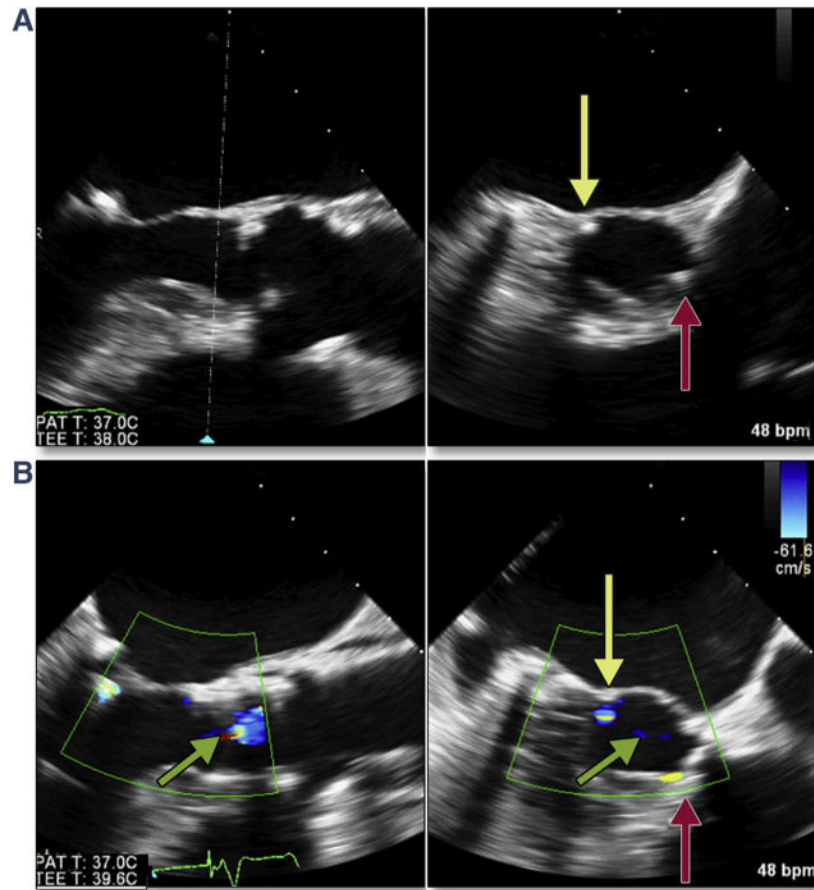 A
R
PAT T: 37.0C
TEE T: 38.0C
48 bpm
B
-61.6
cm/s
PAT T: 37.0C
TEE T: 39.6C
48 bpm